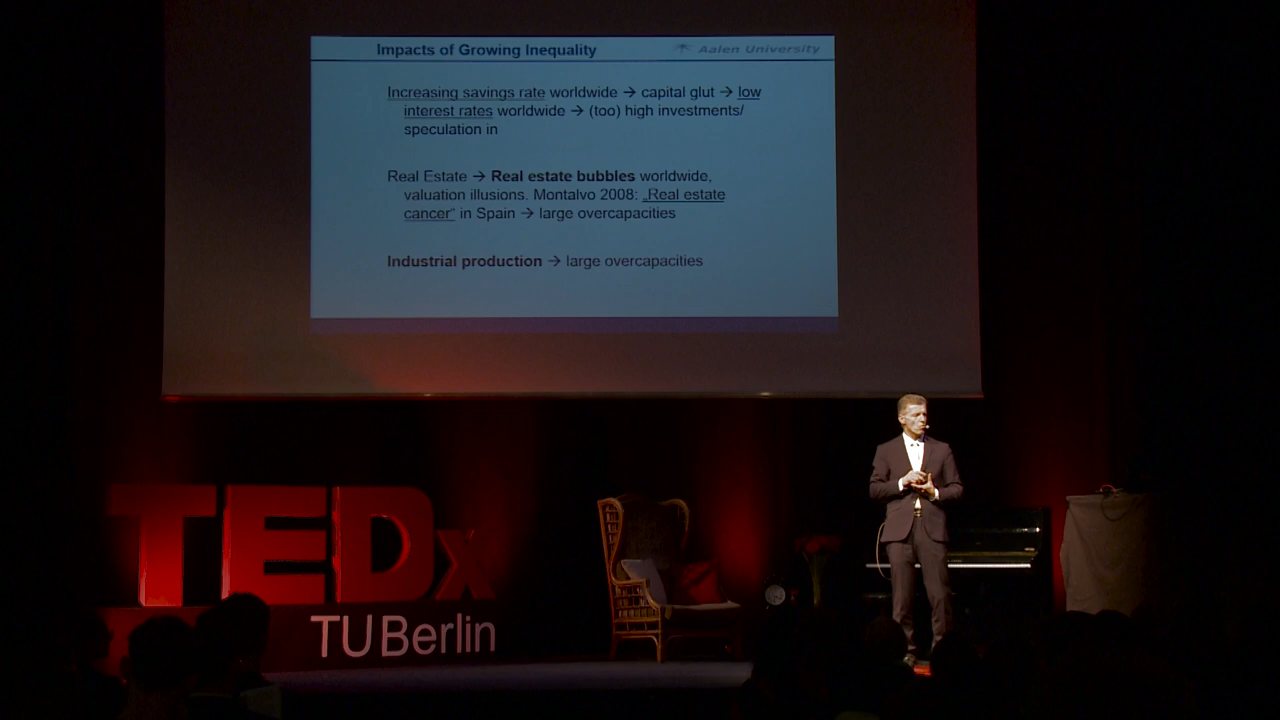 Impacts of Growing Inequality
Aalen University
Increasing savings rate worldwide → capital glut → low
interest rates worldwide → (too) high investments/
speculation in
Real Estate → Real estate bubbles worldwide,
valuation illusions. Montalvo 2008: „Real estate
cancer“ in Spain → large overcapacities
Industrial production → large overcapacities
TEDx
TU Berlin